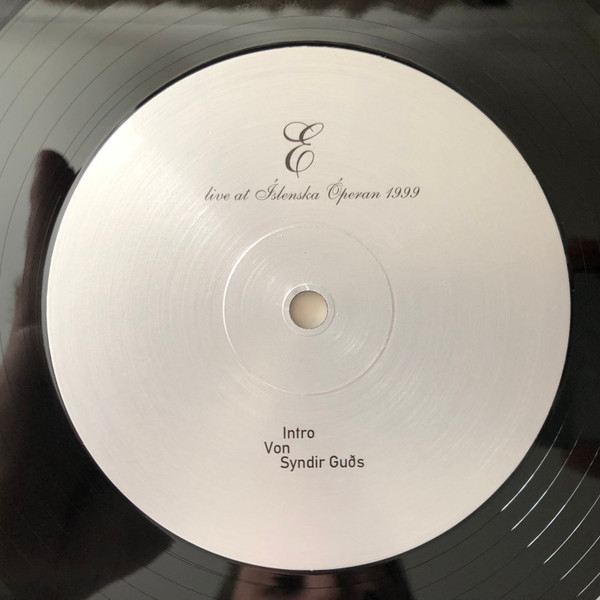 E
live at Íslenska Óperan 1999
Intro
Von
Syndir Guðs